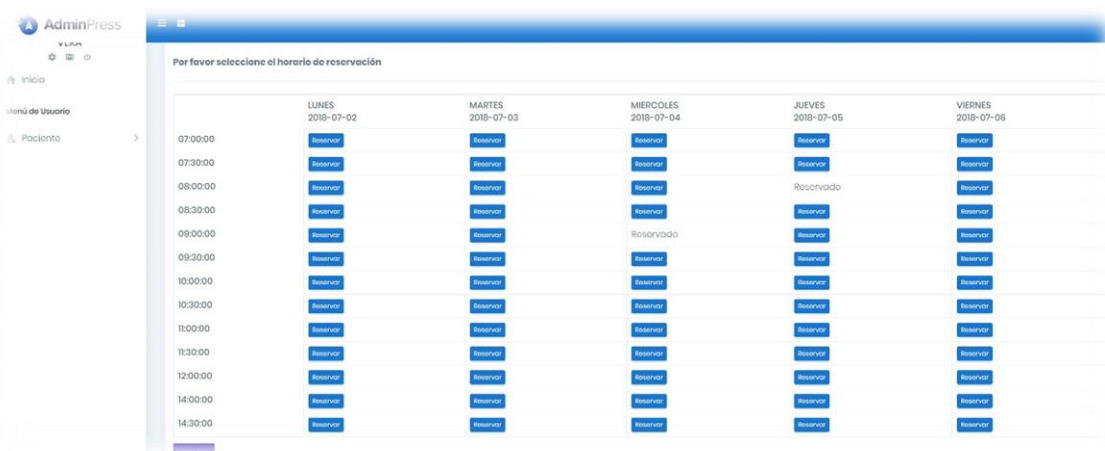 AdminPress
VERA
Inicio
Menú de Usuario
Paciente
Por favor seleccione el horario de reservación
LUNES MARTES MIERCOLES JUEVES VIERNES
2018-07-02 2018-07-03 2018-07-04 2018-07-05 2018-07-06
07:00:00 Reservar Reservar Reservar Reservar Reservar
07:30:00 Reservar Reservar Reservar Reservar Reservar
08:00:00 Reservar Reservar Reservar Reservado Reservar
08:30:00 Reservar Reservar Reservar Reservar Reservar
09:00:00 Reservar Reservar Reservado Reservar Reservar
09:30:00 Reservar Reservar Reservar Reservar Reservar
10:00:00 Reservar Reservar Reservar Reservar Reservar
10:30:00 Reservar Reservar Reservar Reservar Reservar
11:00:00 Reservar Reservar Reservar Reservar Reservar
11:30:00 Reservar Reservar Reservar Reservar Reservar
12:00:00 Reservar Reservar Reservar Reservar Reservar
14:00:00 Reservar Reservar Reservar Reservar Reservar
14:30:00 Reservar Reservar Reservar Reservar Reservar